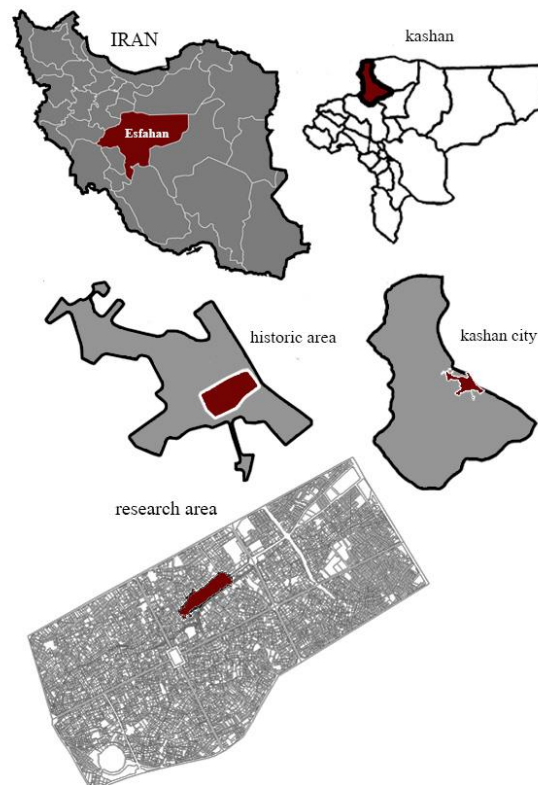 IRAN
kashan
Esfahan
historic area
kashan city
research area